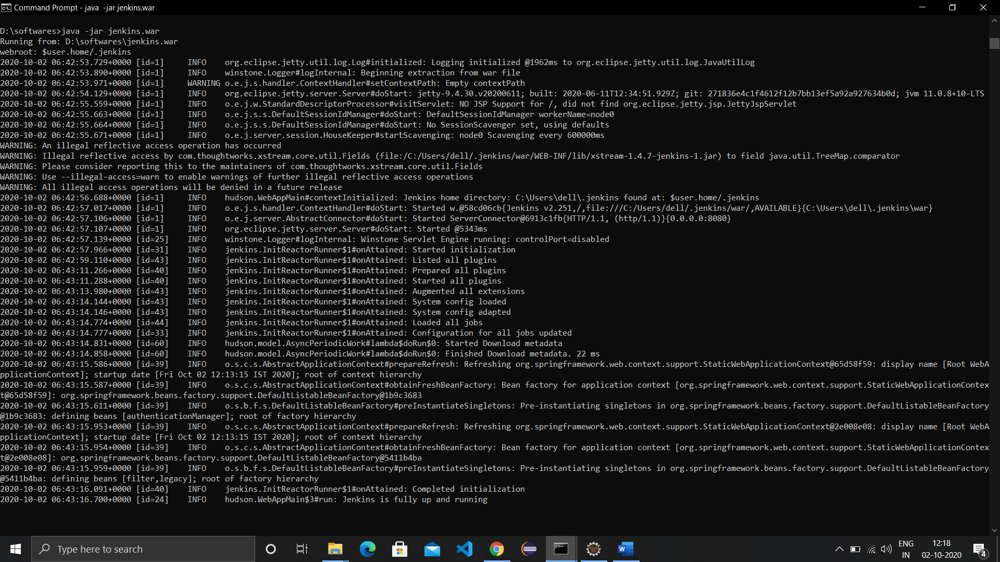 Command Prompt - java  -jar jenkins.war
D:\softwares>java -jar jenkins.war
Running from: D:\softwares\jenkins.war
webroot: $user.home/.jenkins
2020-10-02 06:42:53.729+0000 [id=1]     INFO    org.eclipse.jetty.util.log.Log#initialized: Logging initialized @1962ms to org.eclipse.jetty.util.log.JavaUtilLog
2020-10-02 06:42:53.890+0000 [id=1]     INFO    winstone.Logger#logInternal: Beginning extraction from war file
2020-10-02 06:42:53.971+0000 [id=1]     WARNING o.e.j.s.handler.ContextHandler#setContextPath: Empty contextPath
2020-10-02 06:42:54.129+0000 [id=1]     INFO    org.eclipse.jetty.server.Server#doStart: jetty-9.4.30.v20200611; built: 2020-06-11T12:34:51.929Z; git: 271836e4c1f4612f12b7bb13ef5a92a927634b0d; jvm 11.0.8+10-LTS
2020-10-02 06:42:55.559+0000 [id=1]     INFO    o.e.j.w.StandardDescriptorProcessor#visitServlet: NO JSP Support for /, did not find org.eclipse.jetty.jsp.JettyJspServlet
2020-10-02 06:42:55.663+0000 [id=1]     INFO    o.e.j.s.s.DefaultSessionIdManager#doStart: DefaultSessionIdManager workerName=node0
2020-10-02 06:42:55.664+0000 [id=1]     INFO    o.e.j.s.s.DefaultSessionIdManager#doStart: No SessionScavenger set, using defaults
2020-10-02 06:42:55.671+0000 [id=1]     INFO    o.e.j.server.session.HouseKeeper#startScavenging: node0 Scavenging every 600000ms
WARNING: An illegal reflective access operation has occurred
WARNING: Illegal reflective access by com.thoughtworks.xstream.core.util.Fields (file:/C:/Users/dell/.jenkins/war/WEB-INF/lib/xstream-1.4.7-jenkins-1.jar) to field java.util.TreeMap.comparator
WARNING: Please consider reporting this to the maintainers of com.thoughtworks.xstream.core.util.Fields
WARNING: Use --illegal-access=warn to enable warnings of further illegal reflective access operations
WARNING: All illegal access operations will be denied in a future release
2020-10-02 06:42:56.688+0000 [id=1]     INFO    hudson.WebAppMain#contextInitialized: Jenkins home directory: C:\Users\dell\.jenkins found at: $user.home/.jenkins
2020-10-02 06:42:57.017+0000 [id=1]     INFO    o.e.j.s.handler.ContextHandler#doStart: Started w.@58cd06cb{Jenkins v2.251,/,file:///C:/Users/dell/.jenkins/war/,AVAILABLE}{C:\Users\dell\.jenkins\war}
2020-10-02 06:42:57.106+0000 [id=1]     INFO    o.e.j.server.AbstractConnector#doStart: Started ServerConnector@6913c1fb{HTTP/1.1, (http/1.1)}{0.0.0.0:8080}
2020-10-02 06:42:57.107+0000 [id=1]     INFO    org.eclipse.jetty.server.Server#doStart: Started @5343ms
2020-10-02 06:42:57.139+0000 [id=25]    INFO    winstone.Logger#logInternal: Winstone Servlet Engine running: controlPort=disabled
2020-10-02 06:42:57.966+0000 [id=31]    INFO    jenkins.InitReactorRunner$1#onAttained: Started initialization
2020-10-02 06:42:59.110+0000 [id=43]    INFO    jenkins.InitReactorRunner$1#onAttained: Listed all plugins
2020-10-02 06:43:11.266+0000 [id=40]    INFO    jenkins.InitReactorRunner$1#onAttained: Prepared all plugins
2020-10-02 06:43:11.288+0000 [id=40]    INFO    jenkins.InitReactorRunner$1#onAttained: Started all plugins
2020-10-02 06:43:13.980+0000 [id=43]    INFO    jenkins.InitReactorRunner$1#onAttained: Augmented all extensions
2020-10-02 06:43:14.144+0000 [id=43]    INFO    jenkins.InitReactorRunner$1#onAttained: System config loaded
2020-10-02 06:43:14.146+0000 [id=43]    INFO    jenkins.InitReactorRunner$1#onAttained: System config adapted
2020-10-02 06:43:14.774+0000 [id=44]    INFO    jenkins.InitReactorRunner$1#onAttained: Loaded all jobs
2020-10-02 06:43:14.777+0000 [id=33]    INFO    jenkins.InitReactorRunner$1#onAttained: Configuration for all jobs updated
2020-10-02 06:43:14.831+0000 [id=60]    INFO    hudson.model.AsyncPeriodicWork#lambda$doRun$0: Started Download metadata
2020-10-02 06:43:14.858+0000 [id=60]    INFO    hudson.model.AsyncPeriodicWork#lambda$doRun$0: Finished Download metadata. 22 ms
2020-10-02 06:43:15.586+0000 [id=39]    INFO    o.s.c.s.AbstractApplicationContext#prepareRefresh: Refreshing org.springframework.web.context.support.StaticWebApplicationContext@65d58f59: display name [Root WebA
pplicationContext]; startup date [Fri Oct 02 12:13:15 IST 2020]; root of context hierarchy
2020-10-02 06:43:15.587+0000 [id=39]    INFO    o.s.c.s.AbstractApplicationContext#obtainFreshBeanFactory: Bean factory for application context [org.springframework.web.context.support.StaticWebApplicationContex
t@65d58f59]: org.springframework.beans.factory.support.DefaultListableBeanFactory@1b9c3683
2020-10-02 06:43:15.611+0000 [id=39]    INFO    o.s.b.f.s.DefaultListableBeanFactory#preInstantiateSingletons: Pre-instantiating singletons in org.springframework.beans.factory.support.DefaultListableBeanFactory
@1b9c3683: defining beans [authenticationManager]; root of factory hierarchy
2020-10-02 06:43:15.953+0000 [id=39]    INFO    o.s.c.s.AbstractApplicationContext#prepareRefresh: Refreshing org.springframework.web.context.support.StaticWebApplicationContext@2e008e08: display name [Root WebA
pplicationContext]; startup date [Fri Oct 02 12:13:15 IST 2020]; root of context hierarchy
2020-10-02 06:43:15.954+0000 [id=39]    INFO    o.s.c.s.AbstractApplicationContext#obtainFreshBeanFactory: Bean factory for application context [org.springframework.web.context.support.StaticWebApplicationContex
t@2e008e08]: org.springframework.beans.factory.support.DefaultListableBeanFactory@5411b4ba
2020-10-02 06:43:15.959+0000 [id=39]    INFO    o.s.b.f.s.DefaultListableBeanFactory#preInstantiateSingletons: Pre-instantiating singletons in org.springframework.beans.factory.support.DefaultListableBeanFactory
@5411b4ba: defining beans [filter,legacy]; root of factory hierarchy
2020-10-02 06:43:16.091+0000 [id=40]    INFO    jenkins.InitReactorRunner$1#onAttained: Completed initialization
2020-10-02 06:43:16.700+0000 [id=24]    INFO    hudson.WebAppMain$3#run: Jenkins is fully up and running
Type here to search
ENG
IN
12:18
02-10-2020
4